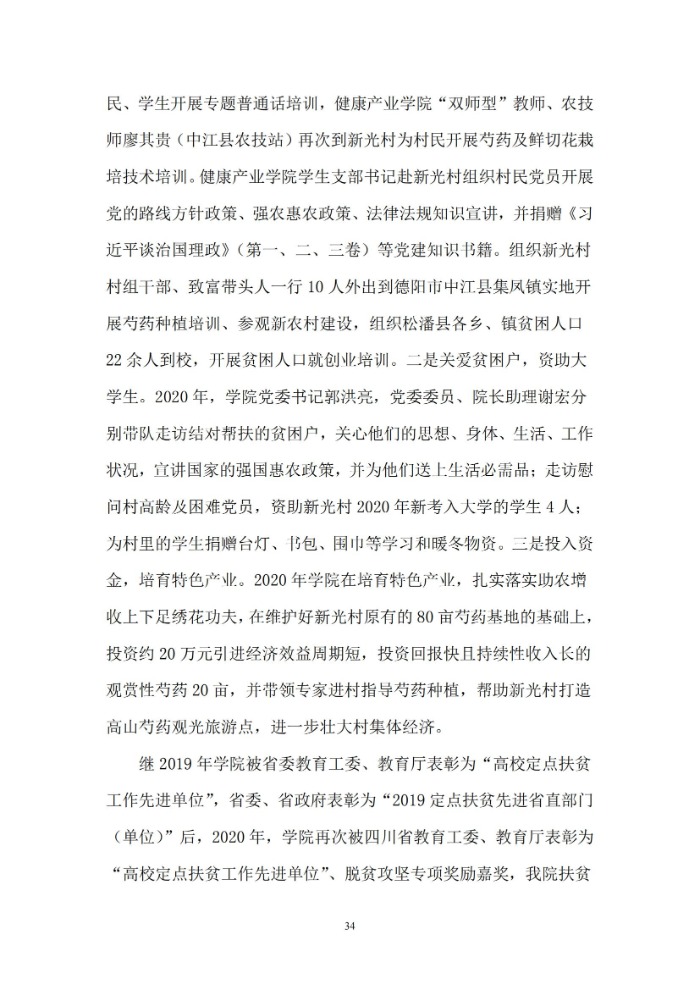 民、学生开展专题普通话培训，健康产业学院“双师型”教师、农技
师廖其贵（中江县农技站）再次到新光村为村民开展芍药及鲜切花栽
培技术培训。健康产业学院学生支部书记赴新光村组织村民党员开展
党的路线方针政策、强农惠农政策、法律法规知识宣讲，并捐赠《习
近平谈治国理政》（第一、二、三卷）等党建知识书籍。组织新光村
村组干部、致富带头人一行 10 人外出到德阳市中江县集凤镇实地开
展芍药种植培训、参观新农村建设，组织松潘县各乡、镇贫困人口
22 余人到校，开展贫困人口就创业培训。二是关爱贫困户，资助大
学生。2020 年，学院党委书记郭洪亮，党委委员、院长助理谢宏分
别带队走访结对帮扶的贫困户，关心他们的思想、身体、生活、工作
状况，宣讲国家的强国惠农政策，并为他们送上生活必需品；走访慰
问村高龄及困难党员，资助新光村 2020 年新考入大学的学生 4 人；
为村里的学生捐赠台灯、书包、围巾等学习和暖冬物资。三是投入资
金，培育特色产业。2020 年学院在培育特色产业，扎实落实助农增
收上下足绣花功夫，在维护好新光村原有的 80 亩芍药基地的基础上，
投资约 20 万元引进经济效益周期短，投资回报快且持续性收入长的
观赏性芍药 20 亩，并带领专家进村指导芍药种植，帮助新光村打造
高山芍药观光旅游点，进一步壮大村集体经济。
继 2019 年学院被省委教育工委、教育厅表彰为“高校定点扶贫
工作先进单位”，省委、省政府表彰为“2019 定点扶贫先进省直部门
（单位）”后，2020 年，学院再次被四川省教育工委、教育厅表彰为
“高校定点扶贫工作先进单位”、脱贫攻坚专项奖励嘉奖，我院扶贫
34